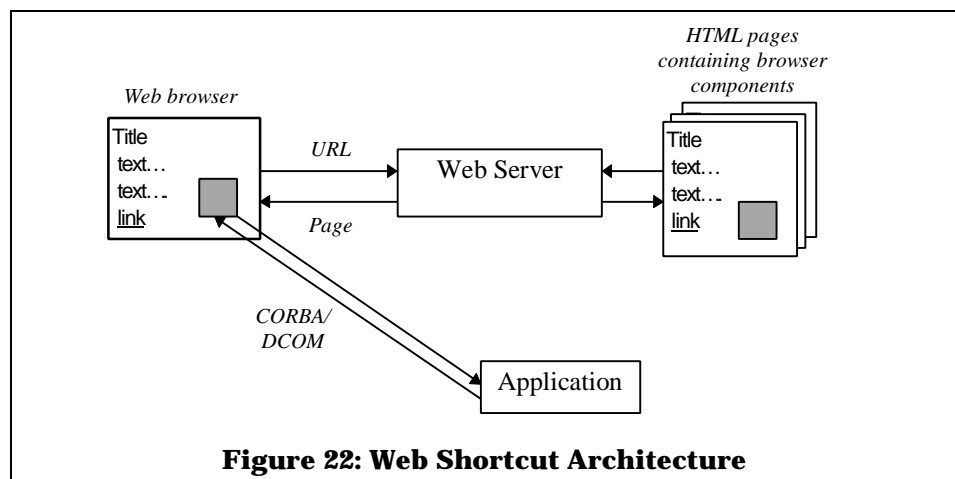 HTML pages
containing browser
components
Web browser
Title
text…
text….
link
URL
Page
Web Server
Title
text…
text….
link
CORBA/
DCOM
Application
Figure 22: Web Shortcut Architecture